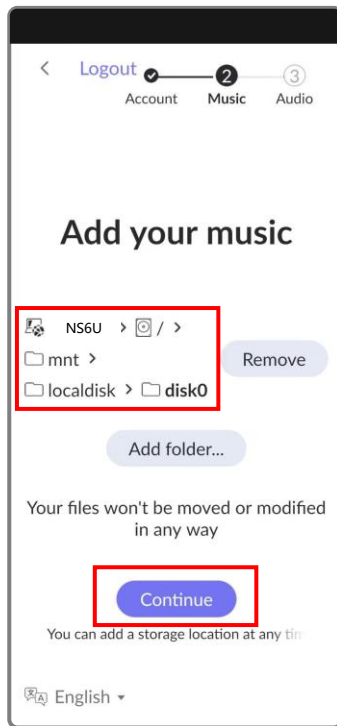 Logout
2
3
Account Music Audio
Add your music
NS6U > / >
mnt >
Remove
localdisk > disk0
Add folder...
Your files won't be moved or modified
in any way
Continue
You can add a storage location at any tim
English